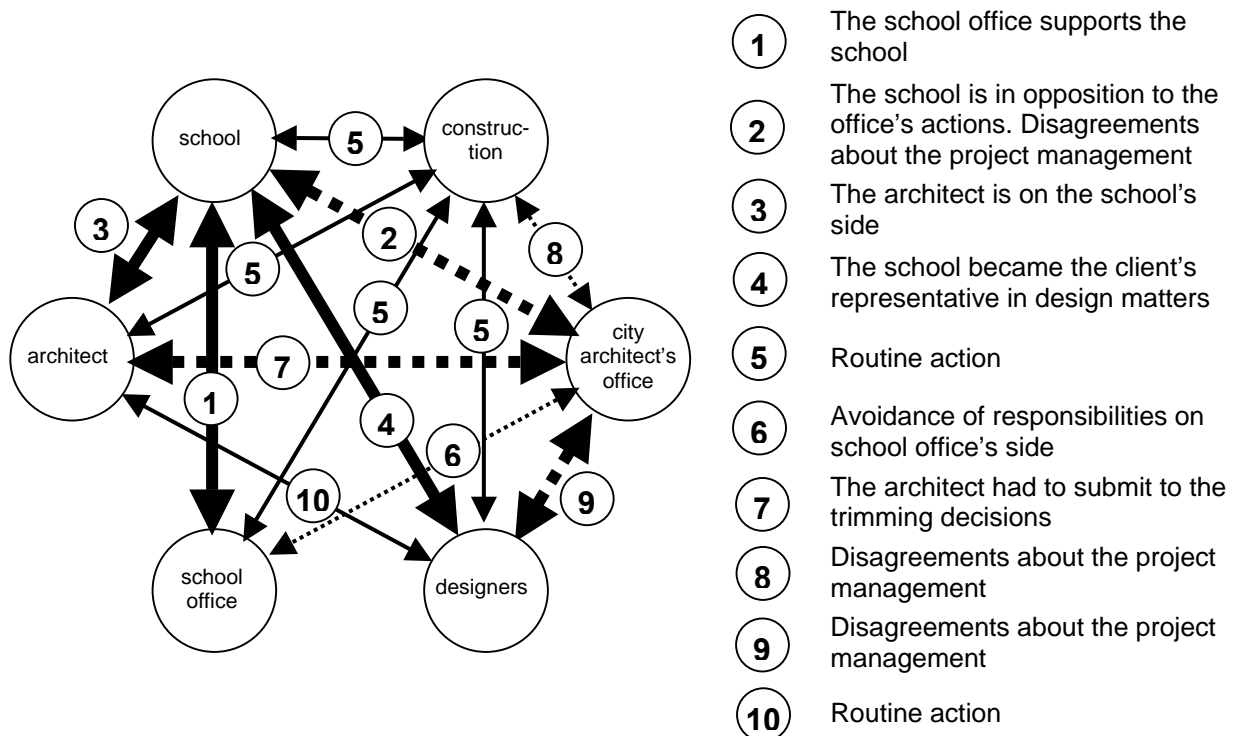 school
construc-
tion
architect
city
architect's
office
school
office
designers
5
3
2
8
5
5
5
7
1
4
6
10
9
1
The school office supports the
school
2
The school is in opposition to the
office's actions. Disagreements
about the project management
3
The architect is on the school's
side
4
The school became the client's
representative in design matters
5
Routine action
6
Avoidance of responsibilities on
school office's side
7
The architect had to submit to the
trimming decisions
8
Disagreements about the project
management
9
Disagreements about the project
management
10
Routine action